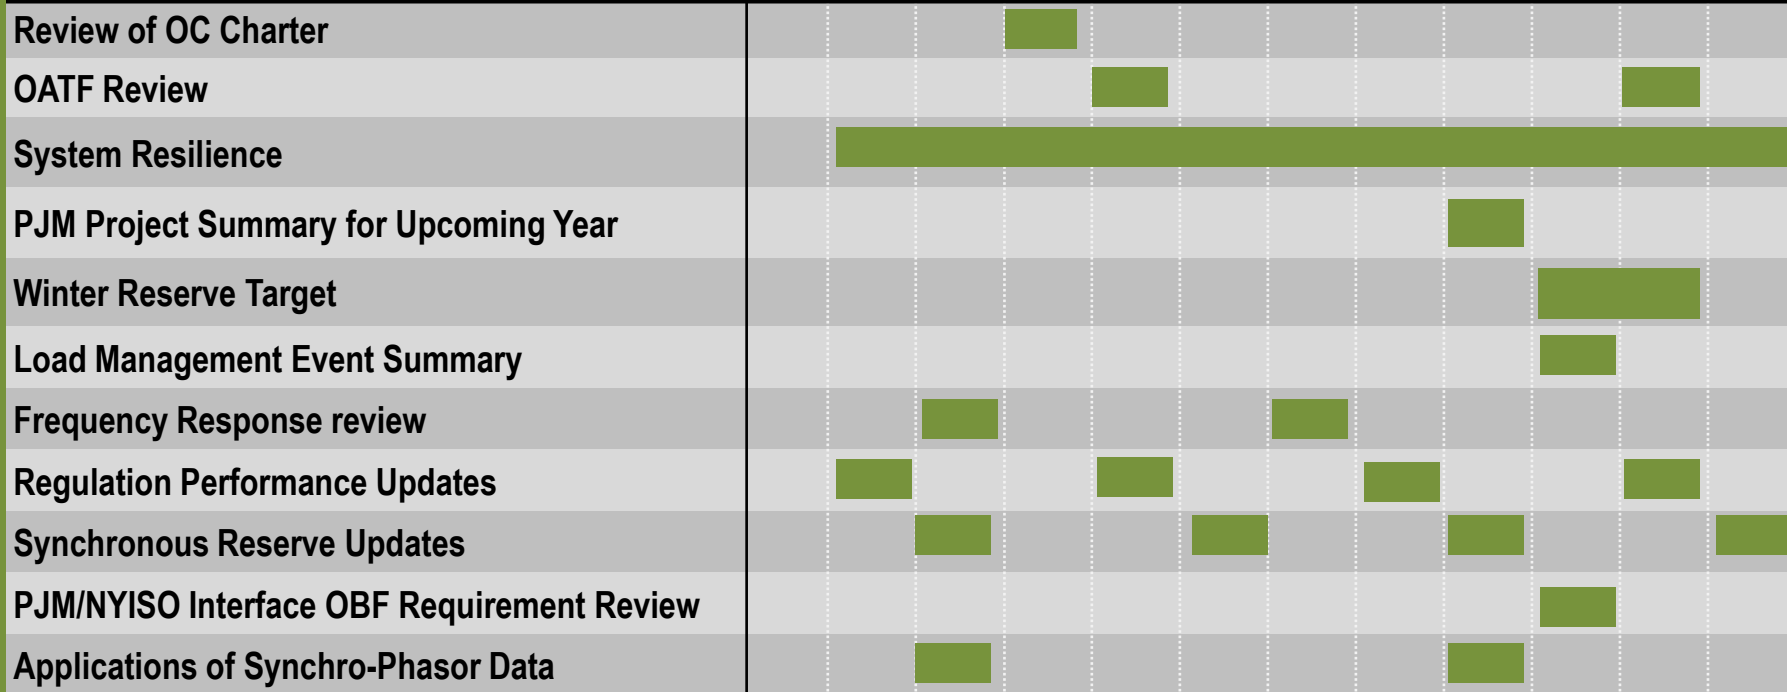 Review of OC Charter
OATF Review
System Resilience
PJM Project Summary for Upcoming Year
Winter Reserve Target
Load Management Event Summary
Frequency Response review
Regulation Performance Updates
Synchronous Reserve Updates
PJM/NYISO Interface OBF Requirement Review
Applications of Synchro-Phasor Data